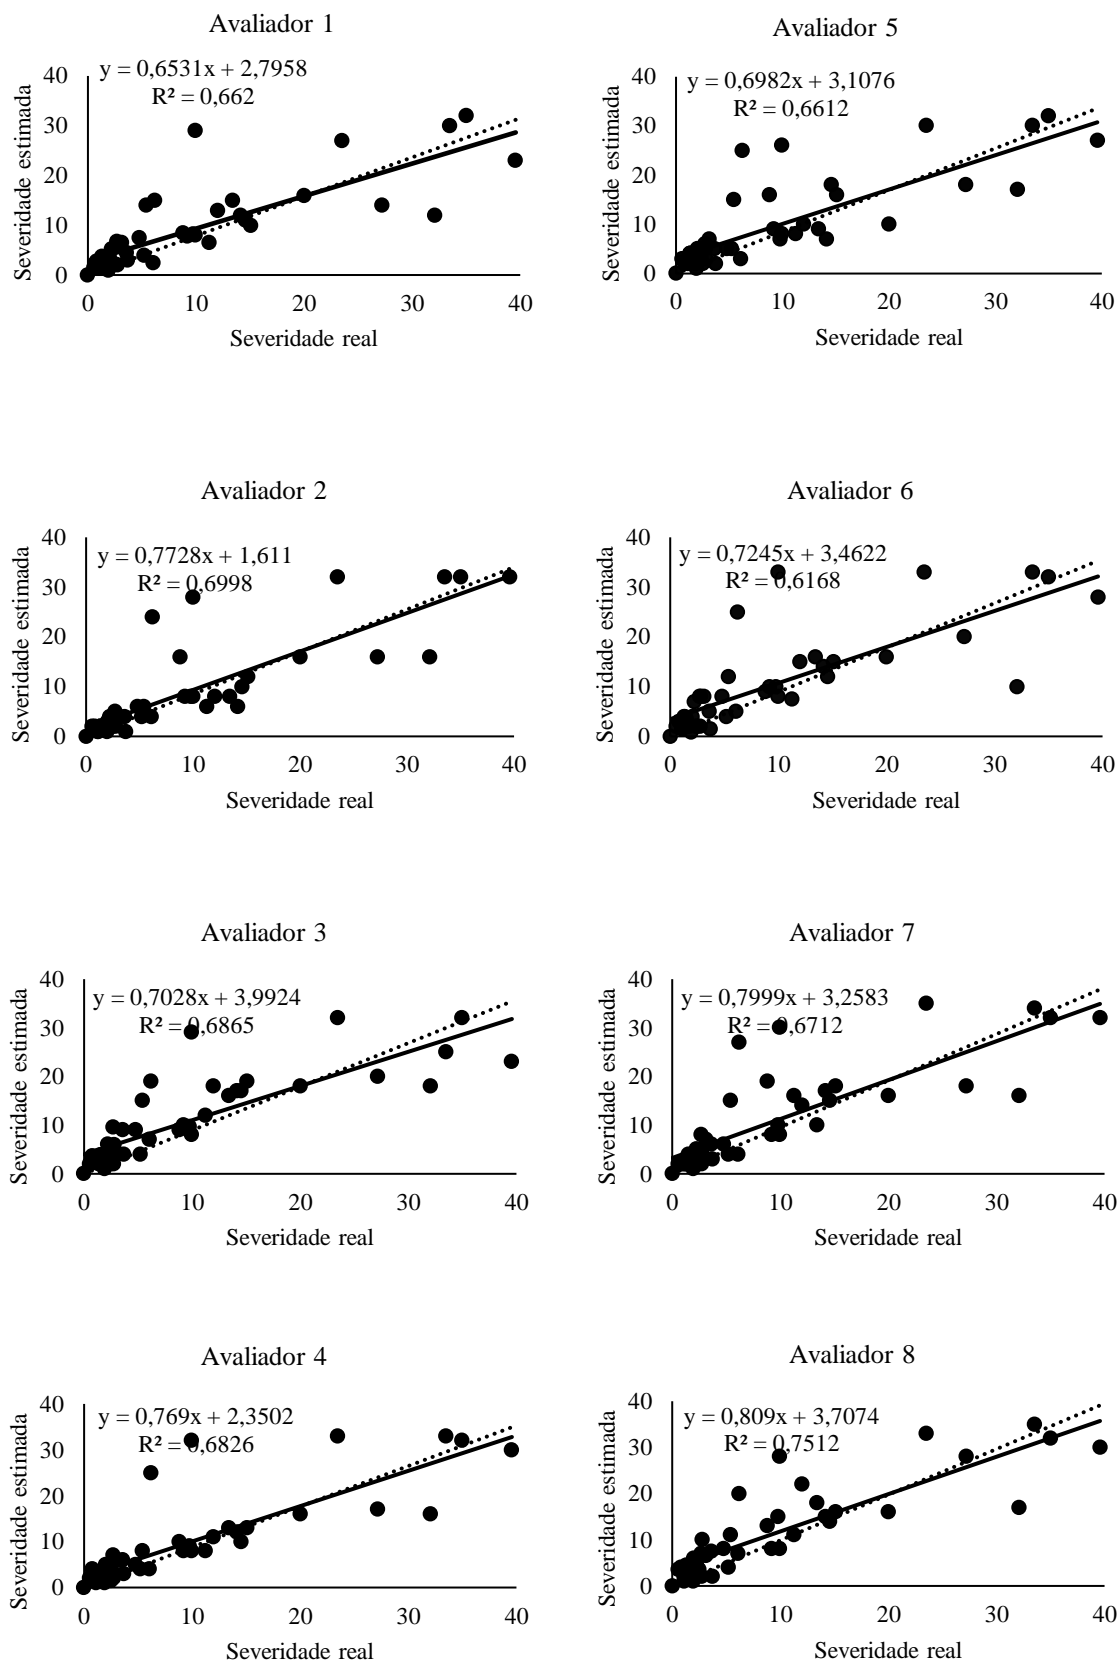 Avaliador 1
y = 0,6531x + 2,7958
R² = 0,662
Severidade estimada
40
30
20
10
0
0 10 20 30 40
Severidade real
Avaliador 5
y = 0,6982x + 3,1076
R² = 0,6612
Severidade estimada
40
30
20
10
0
0 10 20 30 40
Severidade real
Avaliador 2
y = 0,7728x + 1,611
R² = 0,6998
Severidade estimada
40
30
20
10
0
0 10 20 30 40
Severidade real
Avaliador 6
y = 0,7245x + 3,4622
R² = 0,6168
Severidade estimada
40
30
20
10
0
0 10 20 30 40
Severidade real
Avaliador 3
y = 0,7028x + 3,9924
R² = 0,6865
Severidade estimada
40
30
20
10
0
0 10 20 30 40
Severidade real
Avaliador 7
y = 0,7999x + 3,2583
R² = 0,6712
Severidade estimada
40
30
20
10
0
0 10 20 30 40
Severidade real
Avaliador 4
y = 0,769x + 2,3502
R² = 0,6826
Severidade estimada
40
30
20
10
0
0 10 20 30 40
Severidade real
Avaliador 8
y = 0,809x + 3,7074
R² = 0,7512
Severidade estimada
40
30
20
10
0
0 10 20 30 40
Severidade real